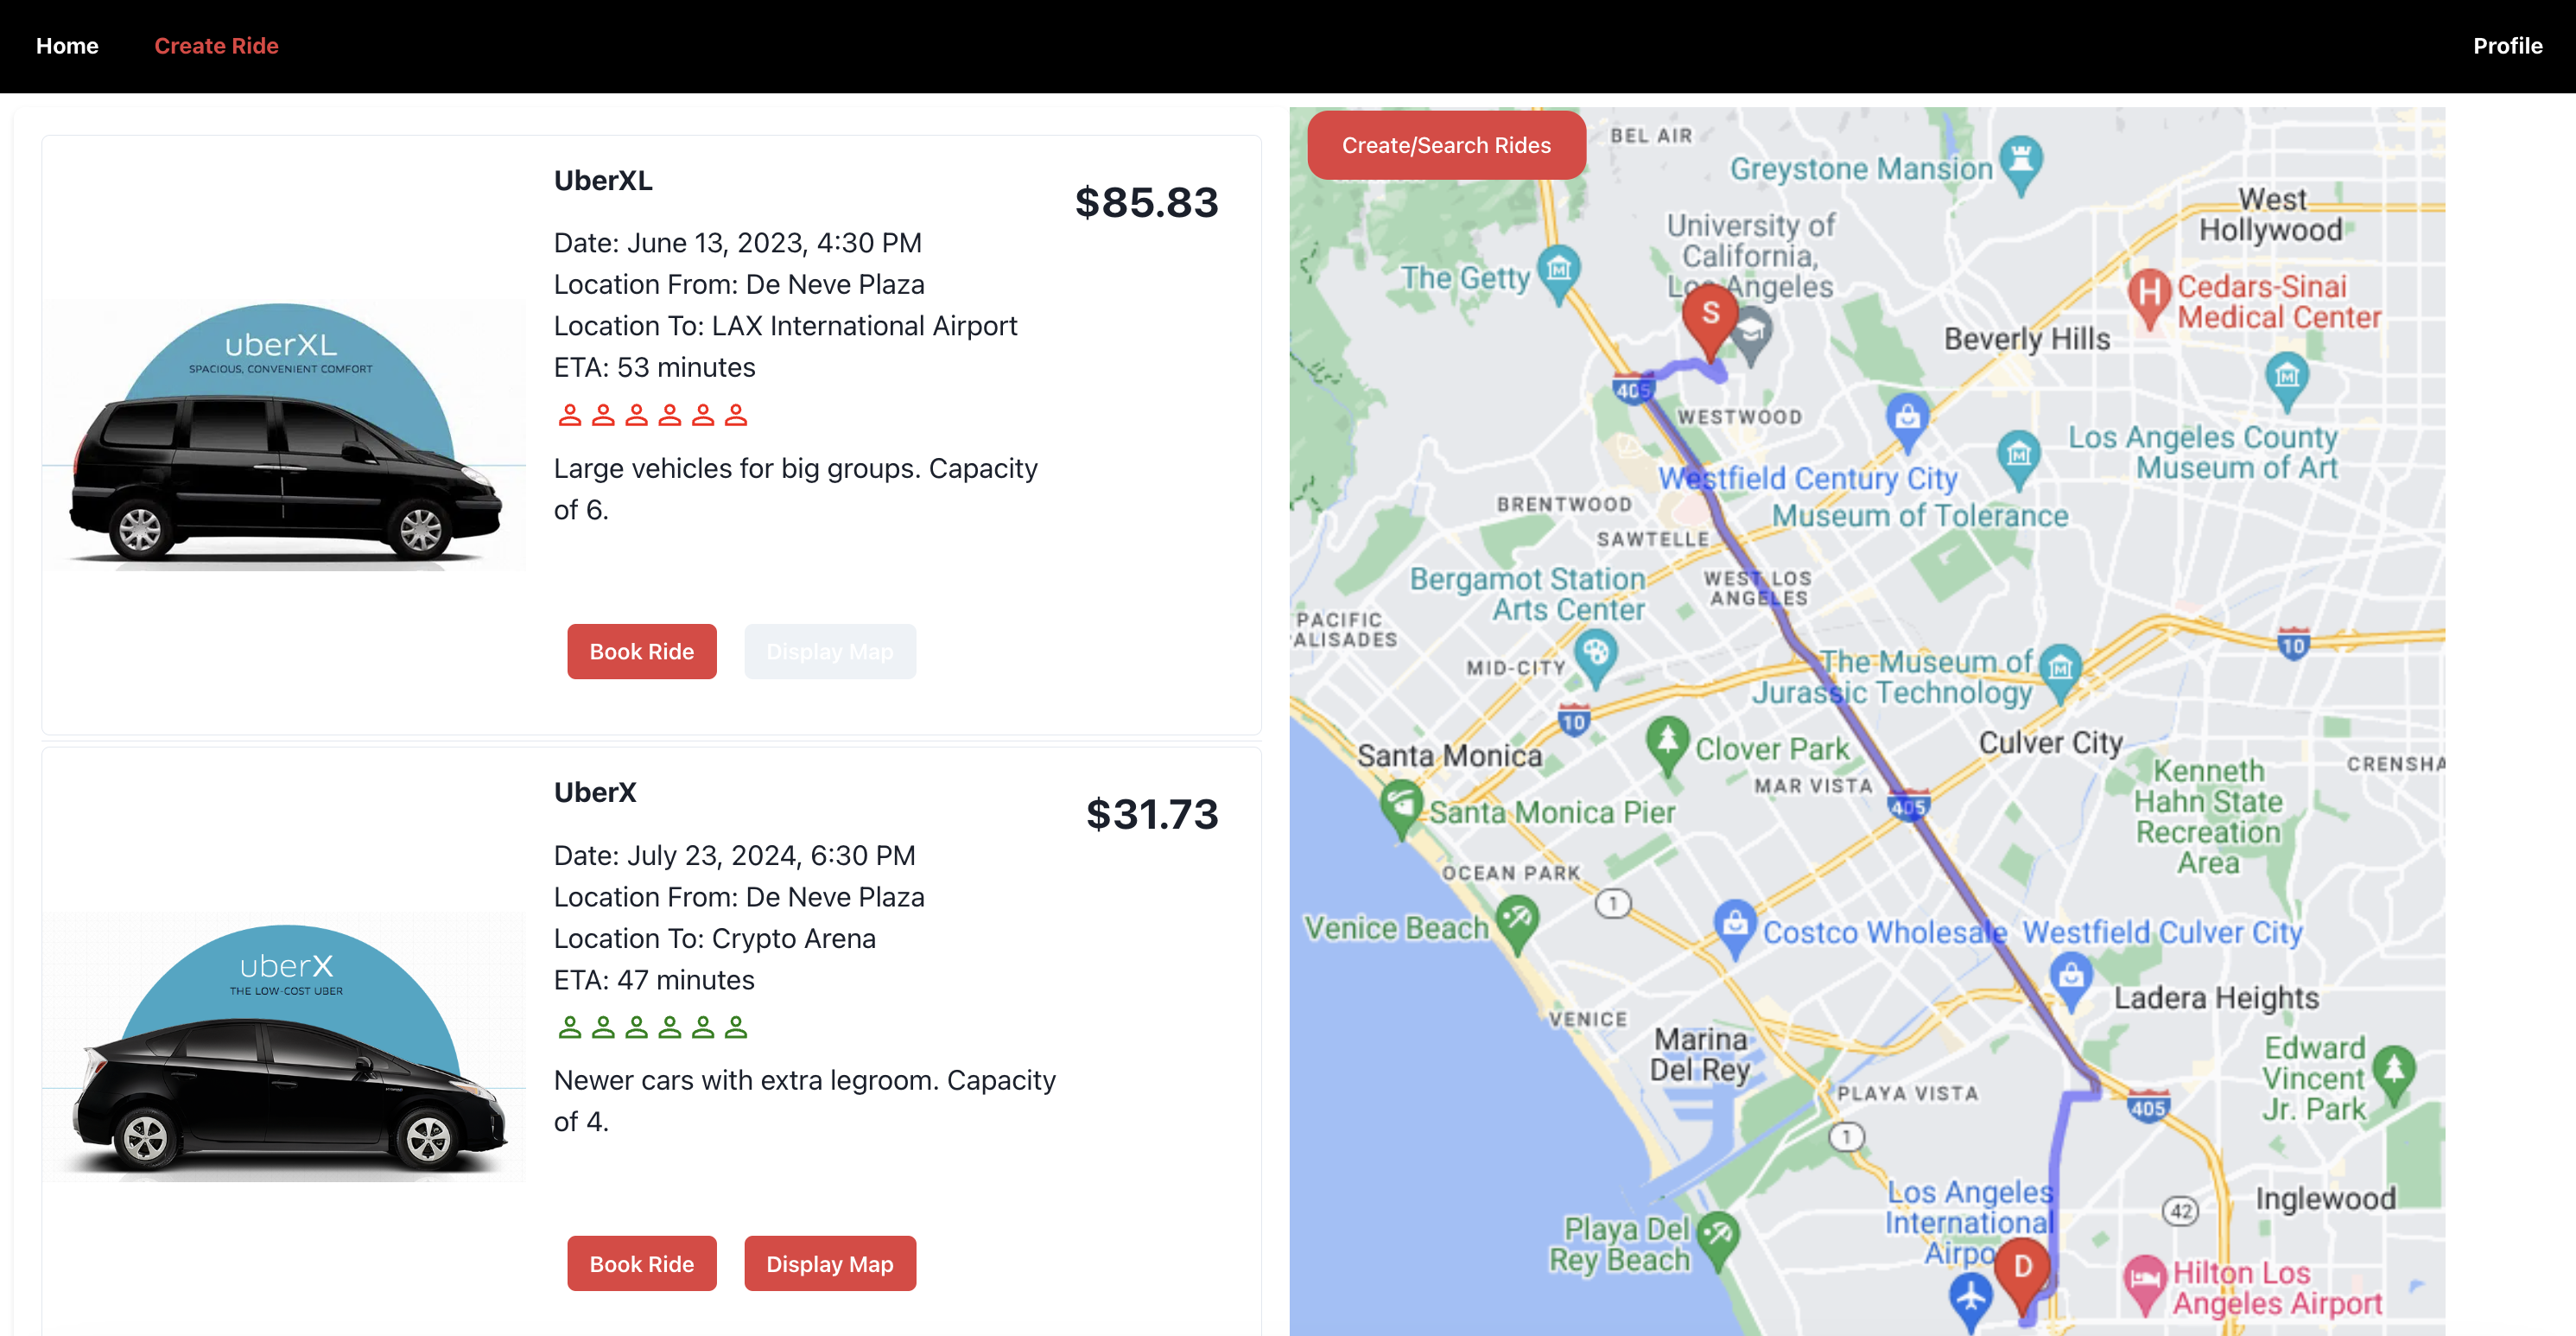 Home
Create Ride
Profile
UberXL
$85.83
Date: June 13, 2023, 4:30 PM
Location From: De Neve Plaza
Location To: LAX International Airport
ETA: 53 minutes
Large vehicles for big groups. Capacity
of 6.
uberXL
SPACIOUS, CONVENIENT COMFORT
Book Ride
Display Map
UberX
$31.73
Date: July 23, 2024, 6:30 PM
Location From: De Neve Plaza
Location To: Crypto Arena
ETA: 47 minutes
Newer cars with extra legroom. Capacity
of 4.
uberX
THE LOW-COST UBER
Book Ride
Display Map
Create/Search Rides
BEL AIR
Greystone Mansion
West
Hollywood
University of
California,
Los Angeles
The Getty
H
Cedars-Sinai
Medical Center
S
Beverly Hills
405
WESTWOOD
Los Angeles County
Museum of Art
Westfield Century City
BRENTWOOD
Museum of Tolerance
SAWTELLE
Bergamot Station
Arts Center
WEST LOS
ANGELES
PACIFIC
ALISADES
10
MID-CITY
The Museum of
Jurassic Technology
10
Santa Monica
Clover Park
Culver City
CRENSHA
MAR VISTA
Kenneth
Hahn State
Recreation
Area
Santa Monica Pier
405
OCEAN PARK
1
Venice Beach
Costco Wholesale
Westfield Culver City
Ladera Heights
VENICE
Marina
Del Rey
Edward
Vincent
Jr. Park
PLAYA VISTA
405
1
Los Angeles
International
Airpo
42
Inglewood
Playa Del
Rey Beach
D
Hilton Los
Angeles Airport